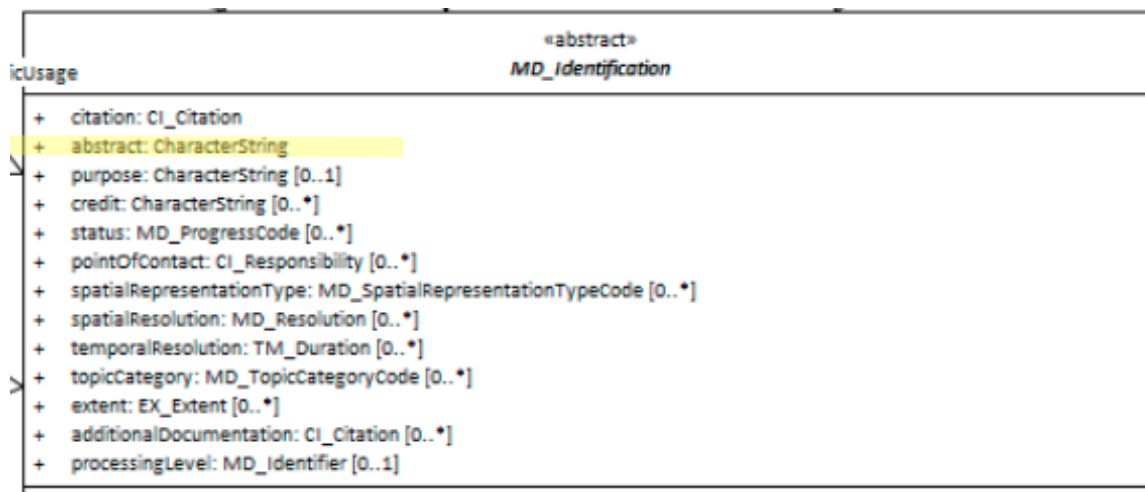 «abstract»
icUsage
MD_Identification
+ citation: CI_Citation
+ abstract: CharacterString
+ purpose: CharacterString [0..1]
+ credit: CharacterString [0..*]
+ status: MD_ProgressCode [0..*]
+ pointOfContact: CI_Responsibility [0..*]
+ spatialRepresentationType: MD_SpatialRepresentationTypeCode [0..*]
+ spatialResolution: MD_Resolution [0..*]
+ temporalResolution: TM_Duration [0..*]
+ topicCategory: MD_TopicCategoryCode [0..*]
+ extent: EX_Extent [0..*]
+ additionalDocumentation: CI_Citation [0..*]
+ processingLevel: MD_Identifier [0..1]